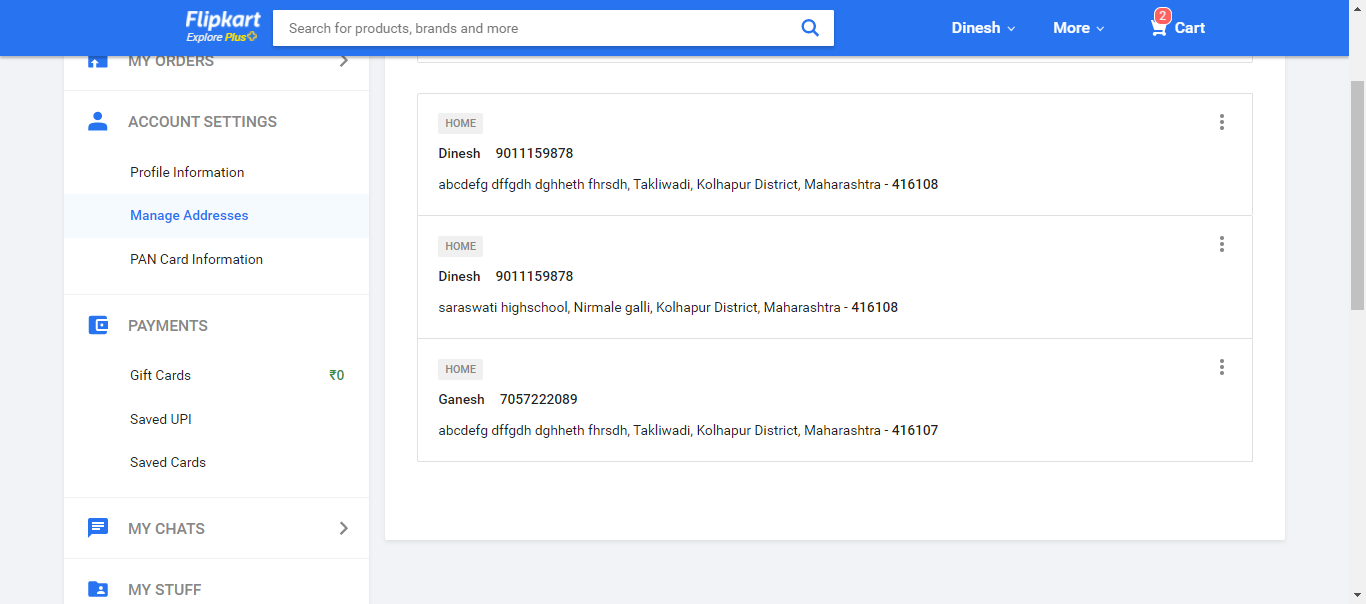 Flipkart
Explore Plus
Search for products, brands and more
Dinesh
More
2
Cart
MY ORDERS
ACCOUNT SETTINGS
Profile Information
Manage Addresses
PAN Card Information
PAYMENTS
Gift Cards ₹0
Saved UPI
Saved Cards
MY CHATS
MY STUFF
HOME
Dinesh 9011159878
abcdefg dffgdh dghheth fhrsdh, Takliwadi, Kolhapur District, Maharashtra - 416108
HOME
Dinesh 9011159878
saraswati highschool, Nirmale galli, Kolhapur District, Maharashtra - 416108
HOME
Ganesh 7057222089
abcdefg dffgdh dghheth fhrsdh, Takliwadi, Kolhapur District, Maharashtra - 416107